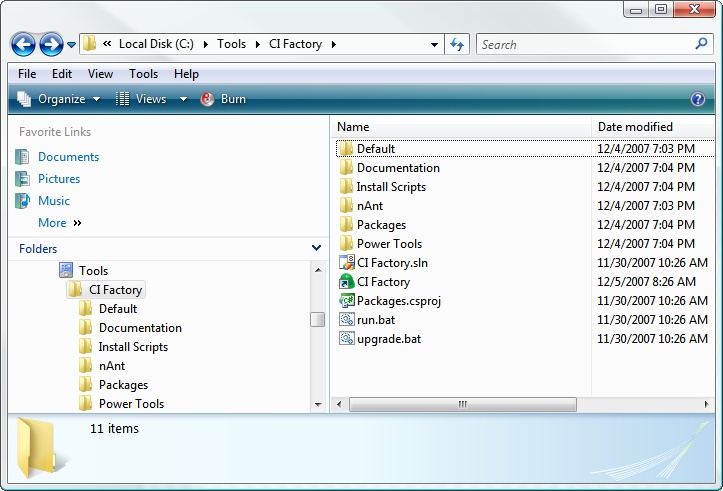 « Local Disk (C:) Tools CI Factory Search
File Edit View Tools Help
Organize Views Burn ?
Favorite Links
Documents
Pictures
Music
More »
Folders
Tools
CI Factory
Default
Documentation
Install Scripts
nAnt
Packages
Power Tools
Name Date modified
Default 12/4/2007 7:03 PM
Documentation 12/4/2007 7:04 PM
Install Scripts 12/4/2007 7:04 PM
nAnt 12/4/2007 7:03 PM
Packages 12/4/2007 7:04 PM
Power Tools 12/4/2007 7:04 PM
CI Factory.sln 11/30/2007 10:26 AM
CI Factory 12/5/2007 8:26 AM
Packages.csproj 11/30/2007 10:26 AM
run.bat 11/30/2007 10:26 AM
upgrade.bat 11/30/2007 10:26 AM
11 items